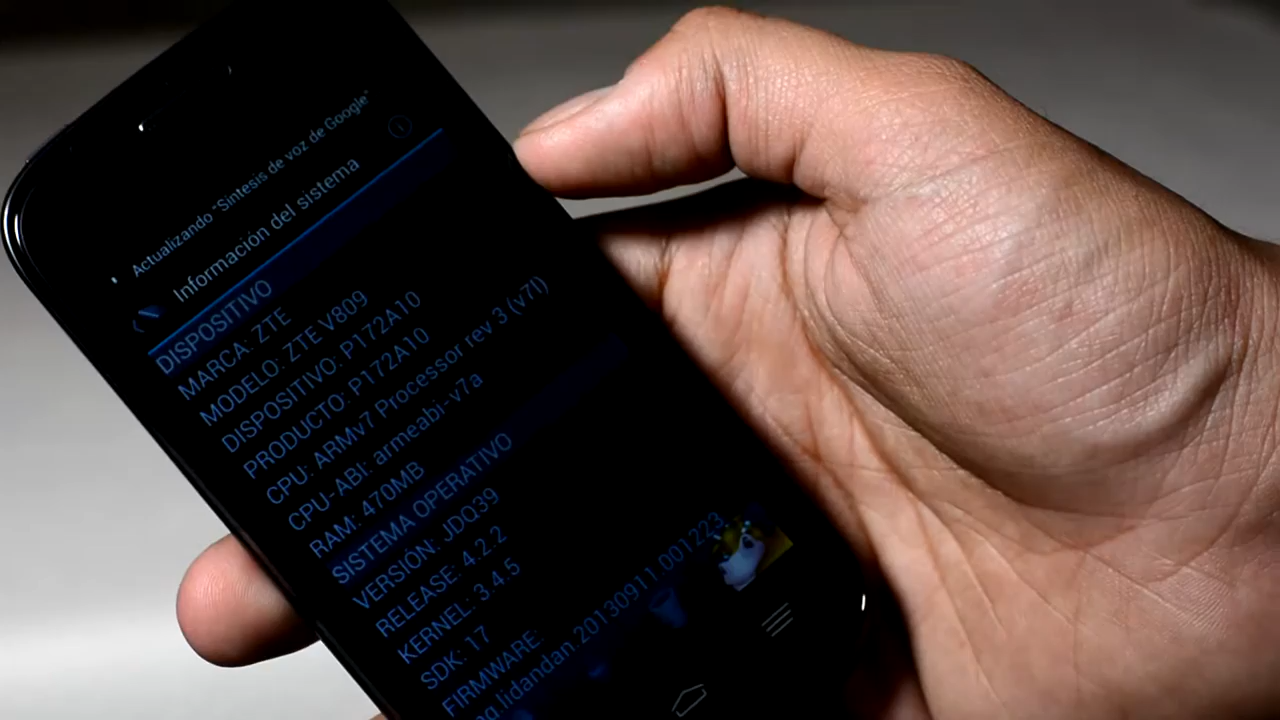 Actualizando "Síntesis de voz de Google"
Información del sistema
DISPOSITIVO
MARCA: ZTE
MODELO: ZTE V809
DISPOSITIVO: P172A10
PRODUCTO: P172A10
CPU: ARMv7 Processor rev 3 (v7l)
CPU-ABI: armeabi-v7a
RAM: 470MB
SISTEMA OPERATIVO
VERSIÓN: JDQ39
RELEASE: 4.2.2
KERNEL: 3.4.5
SDK: 17
FIRMWARE:
.lidandan.20130911.001223